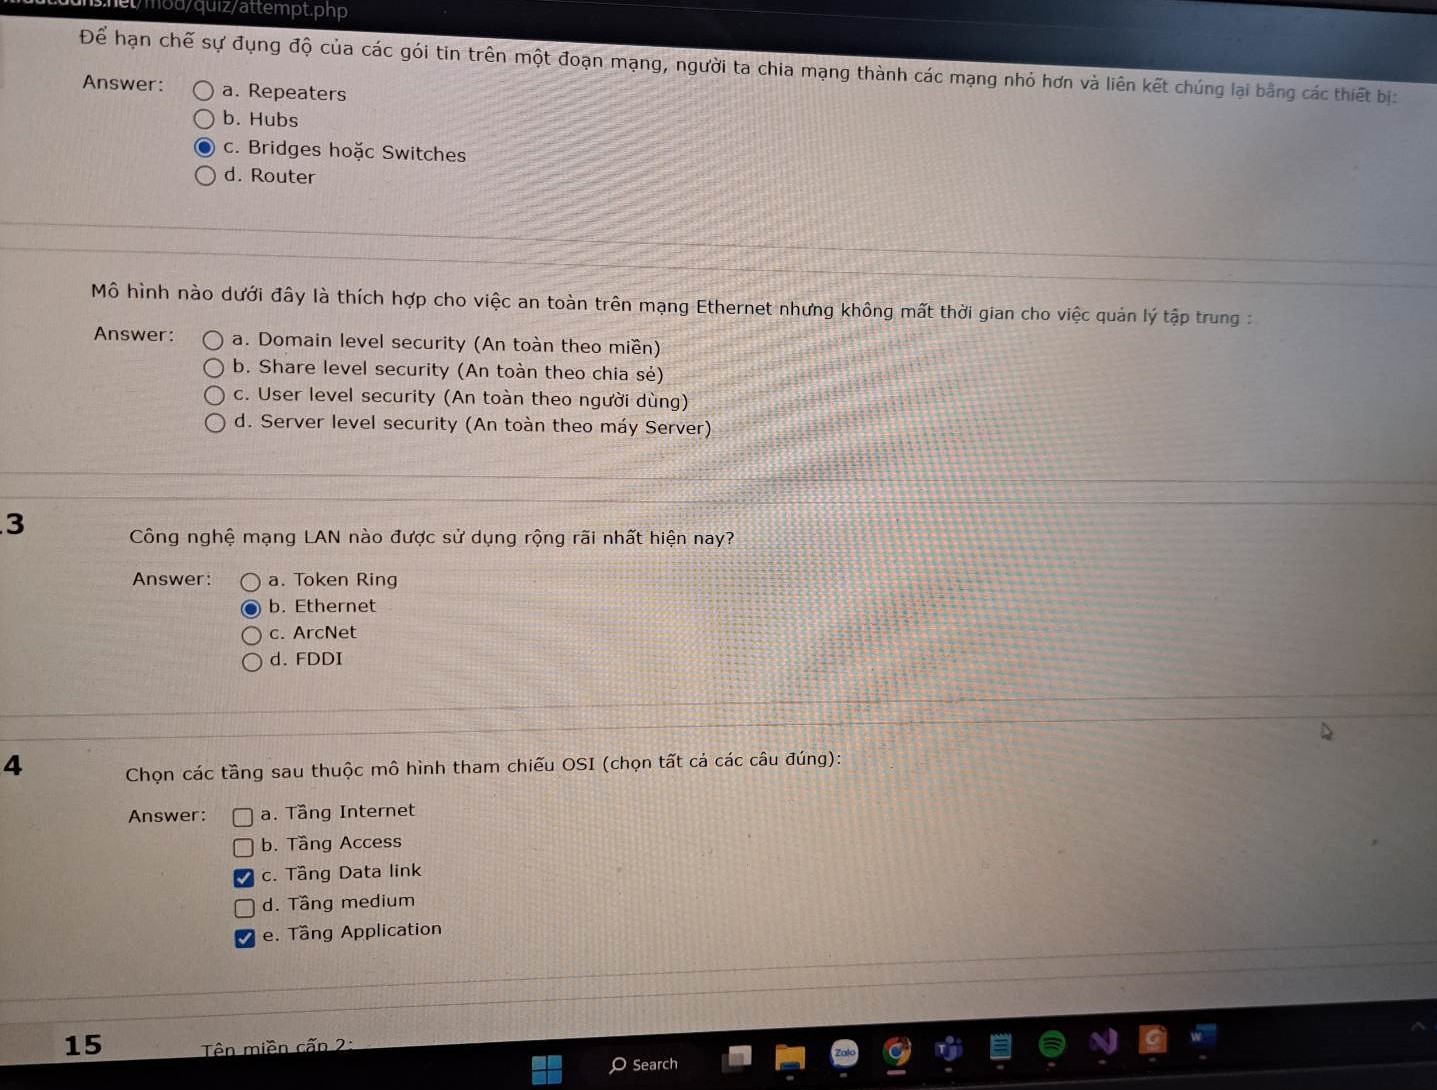 /mod/quiz/attempt.php
Để hạn chế sự đụng độ của các gói tin trên một đoạn mạng, người ta chia mạng thành các mạng nhỏ hơn và liên kết chúng lại bằng các thiết bị:
Answer:
a. Repeaters
b. Hubs
c. Bridges hoặc Switches
d. Router
Mô hình nào dưới đây là thích hợp cho việc an toàn trên mạng Ethernet nhưng không mất thời gian cho việc quản lý tập trung :
Answer:
a. Domain level security (An toàn theo miền)
b. Share level security (An toàn theo chia sẻ)
c. User level security (An toàn theo người dùng)
d. Server level security (An toàn theo máy Server)
3
Công nghệ mạng LAN nào được sử dụng rộng rãi nhất hiện nay?
Answer:
a. Token Ring
b. Ethernet
c. ArcNet
d. FDDI
4
Chọn các tầng sau thuộc mô hình tham chiếu OSI (chọn tất cả các câu đúng):
Answer:
a. Tầng Internet
b. Tầng Access
c. Tầng Data link
d. Tầng medium
e. Tầng Application
15
Tên miền cấp 2:
Search
Zalo